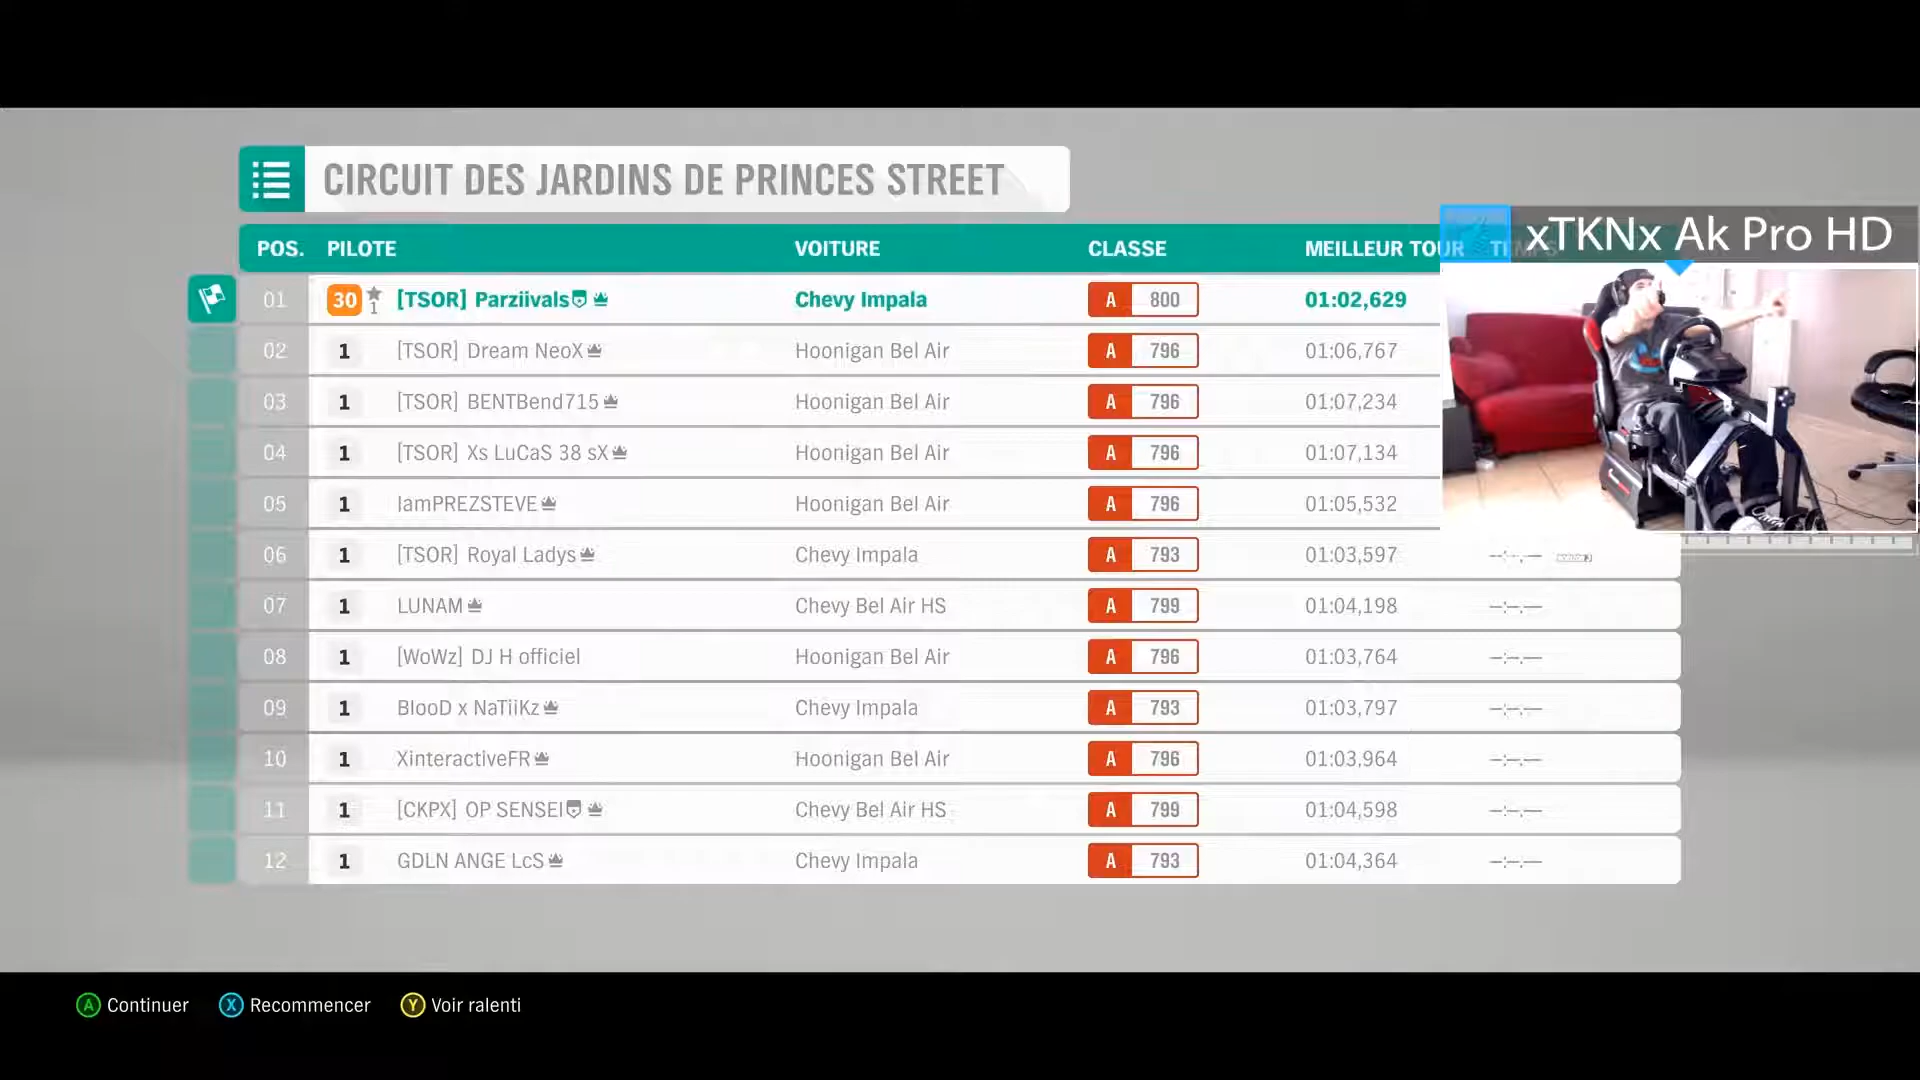 CIRCUIT DES JARDINS DE PRINCES STREET
xTKNx Ak Pro HD
POS. PILOTE VOITURE CLASSE MEILLEUR TOUR TEMPS
01 30 1 [TSOR] Parziivals Chevy Impala A 800 01:02,629
02 1 [TSOR] Dream NeoX Hoonigan Bel Air A 796 01:06,767
03 1 [TSOR] BENTBend715 Hoonigan Bel Air A 796 01:07,234
04 1 [TSOR] Xs LuCaS 38 sX Hoonigan Bel Air A 796 01:07,134
05 1 IamPREZSTEVE Hoonigan Bel Air A 796 01:05,532
06 1 [TSOR] Royal Ladys Chevy Impala A 793 01:03,597 --:--.---
07 1 LUNAM Chevy Bel Air HS A 799 01:04,198 --:--.---
08 1 [WoWz] DJ H officiel Hoonigan Bel Air A 796 01:03,764 --:--.---
09 1 BlooD x NaTiiKz Chevy Impala A 793 01:03,797 --:--.---
10 1 XinteractiveFR Hoonigan Bel Air A 796 01:03,964 --:--.---
11 1 [CKPX] OP SENSEI Chevy Bel Air HS A 799 01:04,598 --:--.---
12 1 GDLN ANGE LcS Chevy Impala A 793 01:04,364 --:--.---
A Continuer X Recommencer Y Voir ralenti